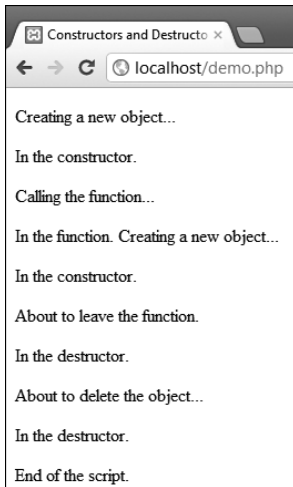 Constructors and Destructo
localhost/demo.php
Creating a new object...
In the constructor.
Calling the function...
In the function. Creating a new object...
In the constructor.
About to leave the function.
In the destructor.
About to delete the object...
In the destructor.
End of the script.